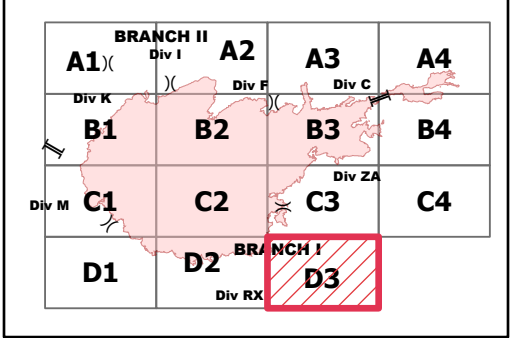 BRANCH II
A1
Div I
A2
A3
A4
Div K
Div F
Div C
B1
B2
B3
B4
Div ZA
Div M
C1
C2
C3
C4
BRANCH I
D1
D2
D3
Div RX